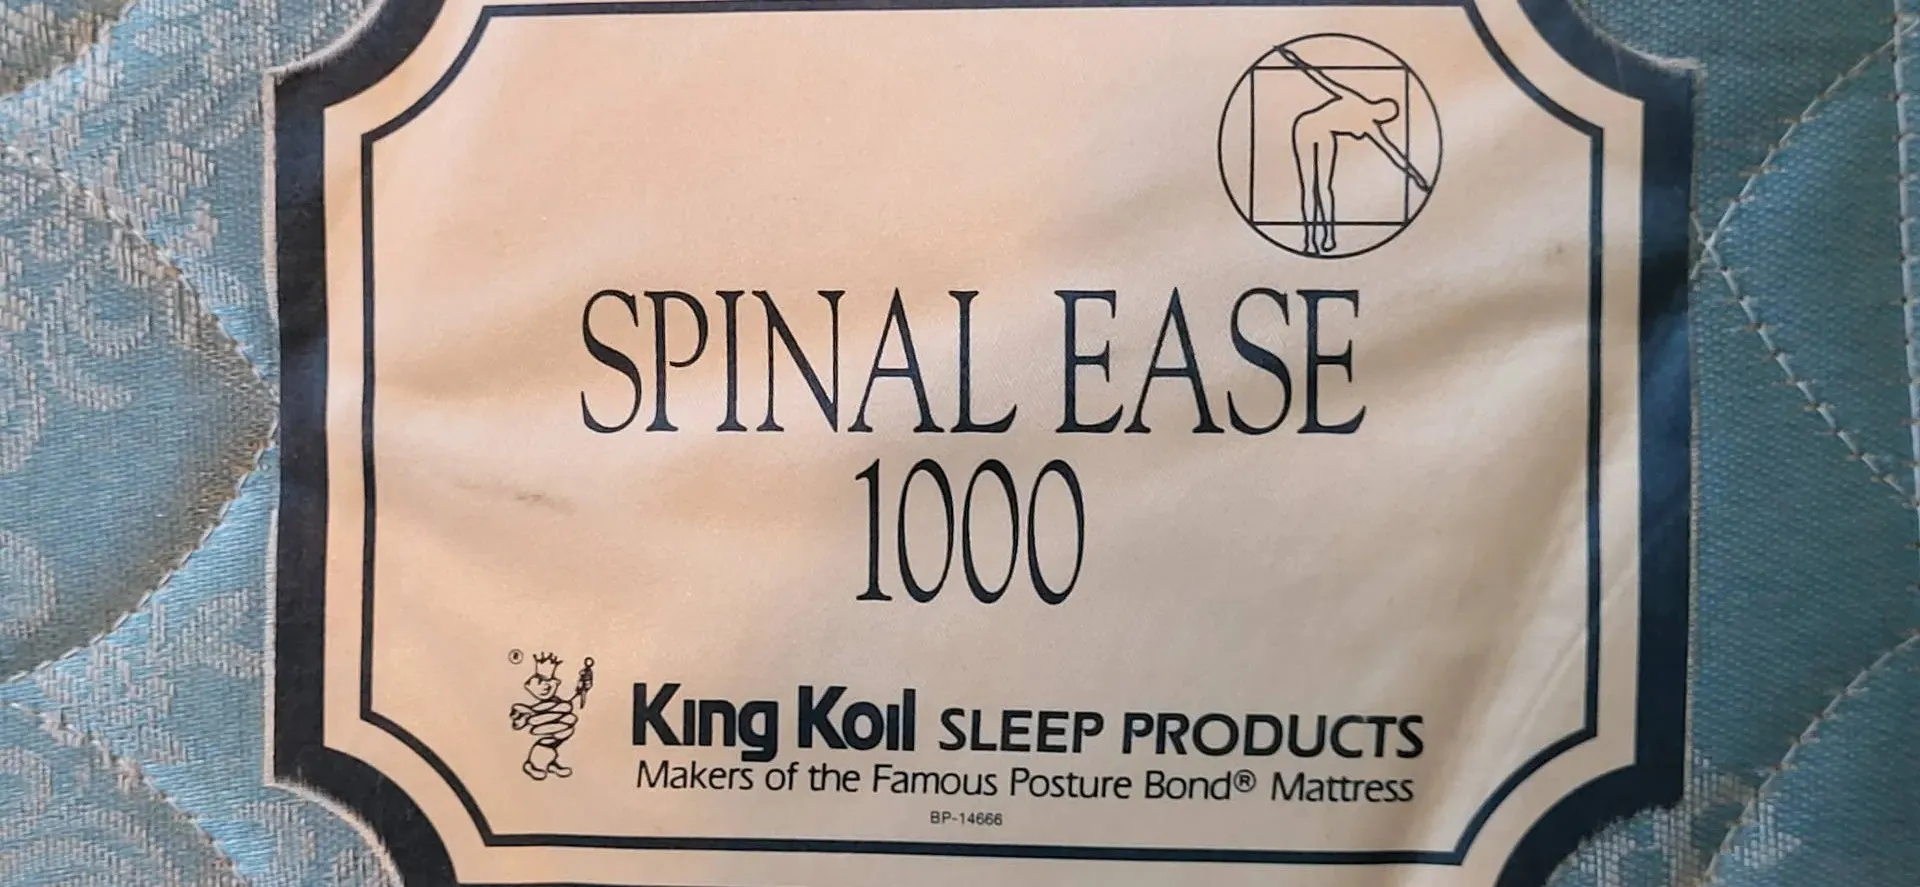 SPINAL EASE
1000
®
King Koil SLEEP PRODUCTS
Makers of the Famous Posture Bond® Mattress
BP-14666